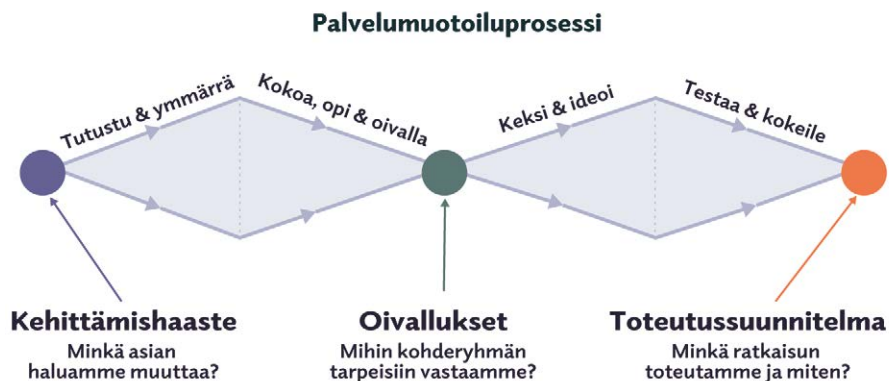 Palvelumuotoiluprosessi
Tutustu & ymmärrä
Kokoa, opi & oivalla
Keksi & ideoi
Testaa & kokeile
Kehittämishaaste
Minkä asian
haluamme muuttaa?
Oivallukset
Mihin kohderyhmän
tarpeisiin vastaamme?
Toteutussuunnitelma
Minkä ratkaisun
toteutamme ja miten?